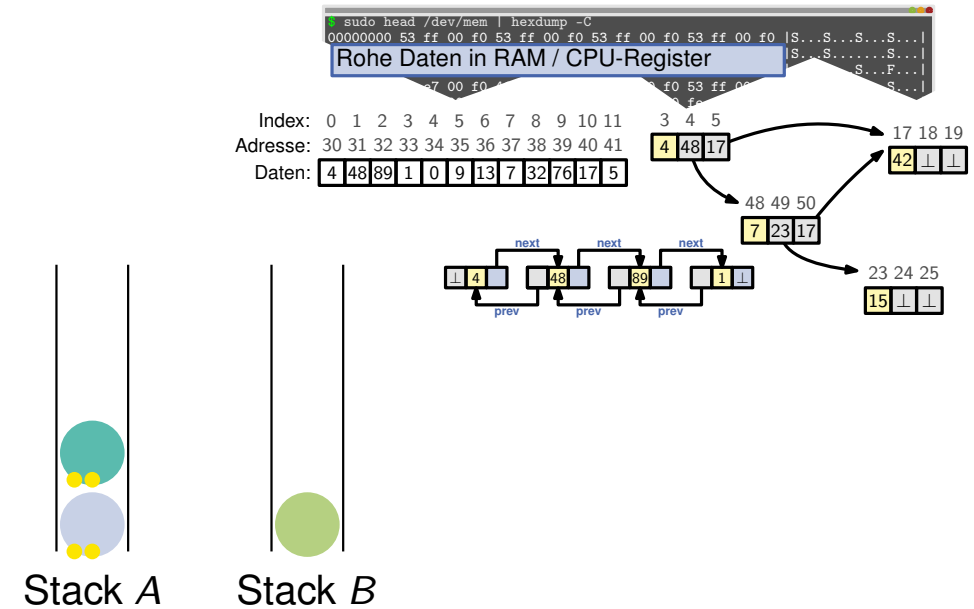 $ sudo head /dev/mem | hexdump -C
00000000 53 ff 00 f0 53 ff 00 f0 53 ff 00 f0 53 ff 00 f0 |S...S...S...S...|
Rohe Daten in RAM / CPU-Register
Index: 0 1 2 3 4 5 6 7 8 9 10 11
Adresse: 30 31 32 33 34 35 36 37 38 39 40 41
Daten: 4 48 89 1 0 9 13 7 32 76 17 5
3 4 5
4 48 17
17 18 19
42 ⊥ ⊥
48 49 50
7 23 17
23 24 25
15 ⊥ ⊥
next next next
⊥ 4 48 89 1 ⊥
prev prev prev
Stack A
Stack B